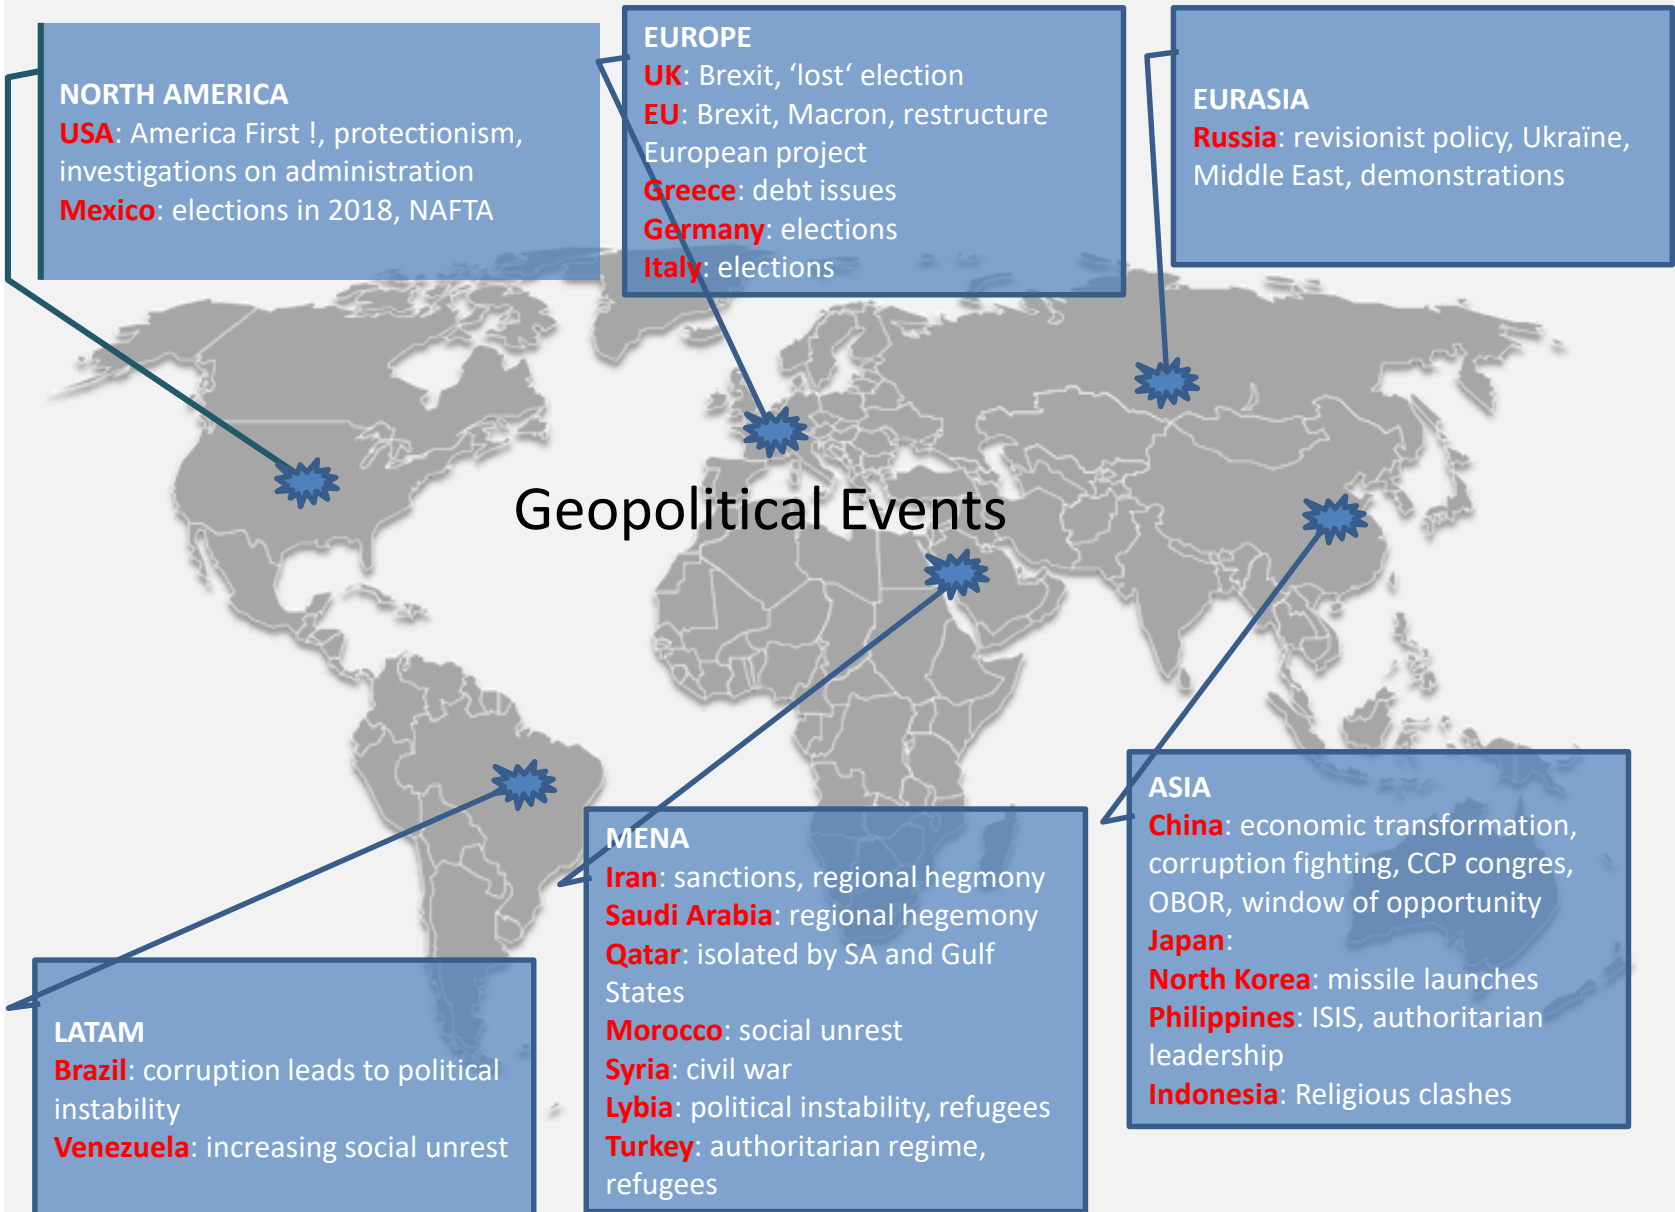 NORTH AMERICA
USA: America First !, protectionism,
investigations on administration
Mexico: elections in 2018, NAFTA
EUROPE
UK: Brexit, ‘lost‘ election
EU: Brexit, Macron, restructure
European project
Greece: debt issues
Germany: elections
Italy: elections
EURASIA
Russia: revisionist policy, Ukraïne,
Middle East, demonstrations
Geopolitical Events
LATAM
Brazil: corruption leads to political
instability
Venezuela: increasing social unrest
MENA
Iran: sanctions, regional hegmony
Saudi Arabia: regional hegemony
Qatar: isolated by SA and Gulf
States
Morocco: social unrest
Syria: civil war
Lybia: political instability, refugees
Turkey: authoritarian regime,
refugees
ASIA
China: economic transformation,
corruption fighting, CCP congres,
OBOR, window of opportunity
Japan:
North Korea: missile launches
Philippines: ISIS, authoritarian
leadership
Indonesia: Religious clashes